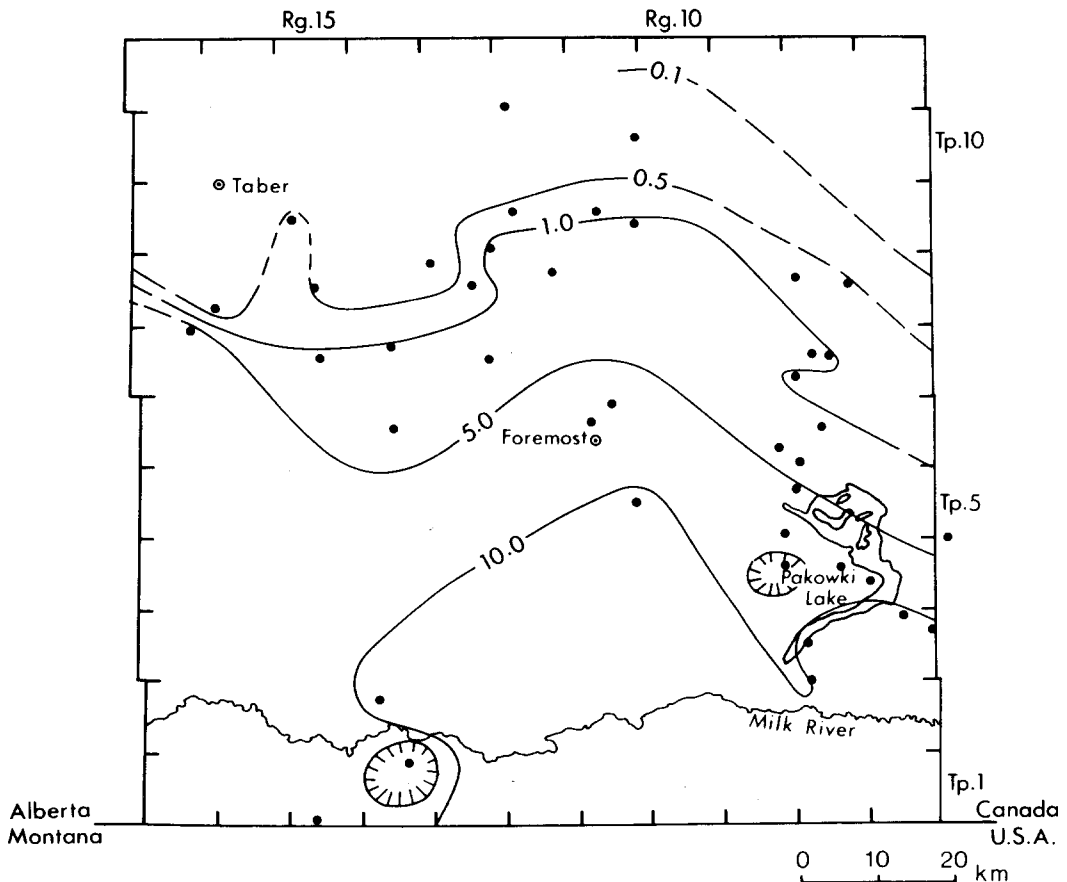 Rg.15
Rg.10
0.1
Tp.10
Taber
0.5
1.0
5.0
Foremost
Tp.5
10.0
Pakowki
Lake
Milk River
Tp.1
Alberta
Montana
Canada
U.S.A.
0 10 20 km